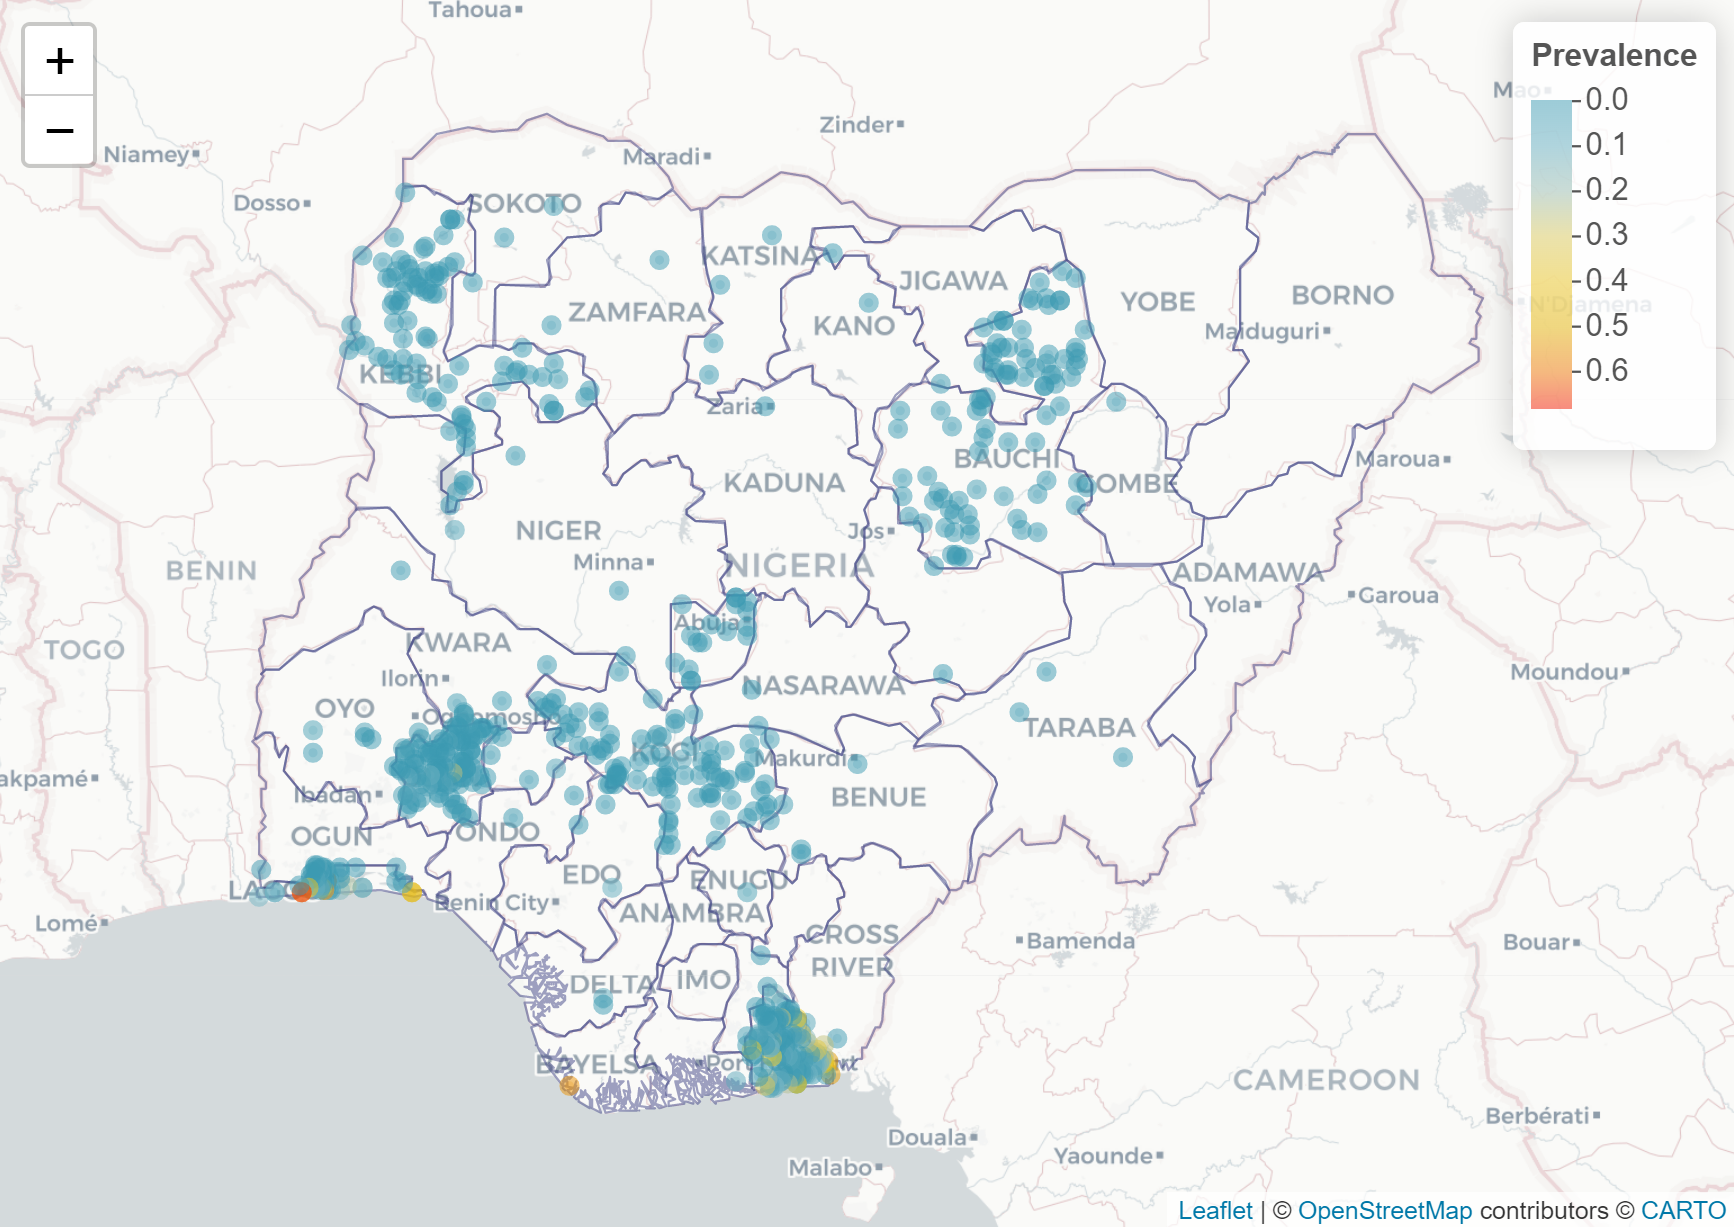 Tahoua
+
−
Prevalence
0.0
0.1
0.2
0.3
0.4
0.5
0.6
Mao
Zinder
Niamey
Maradi
Dosso
SOKOTO
KATSINA
JIGAWA
YOBE
BORNO
N'Djamena
ZAMFARA
KANO
Maiduguri
KEBBI
Zaria
BAUCHI
Maroua
KADUNA
GOMBE
NIGER
Jos
Minna
NIGERIA
BENIN
ADAMAWA
Yola
Garoua
Abuja
TOGO
KWARA
Ilorin
NASARAWA
Moundou
OYO
Ogbomosho
TARABA
KOGI
Makurdi
akpamé
Ibadan
BENUE
OGUN
ONDO
EDO
ENUGU
LAGOS
Benin City
ANAMBRA
Lomé
CROSS
RIVER
Bamenda
Bouar
DELTA
IMO
BAYELSA
Port
CAMEROON
Berbérati
Douala
Yaounde
Malabo
Leaflet | © OpenStreetMap contributors © CARTO